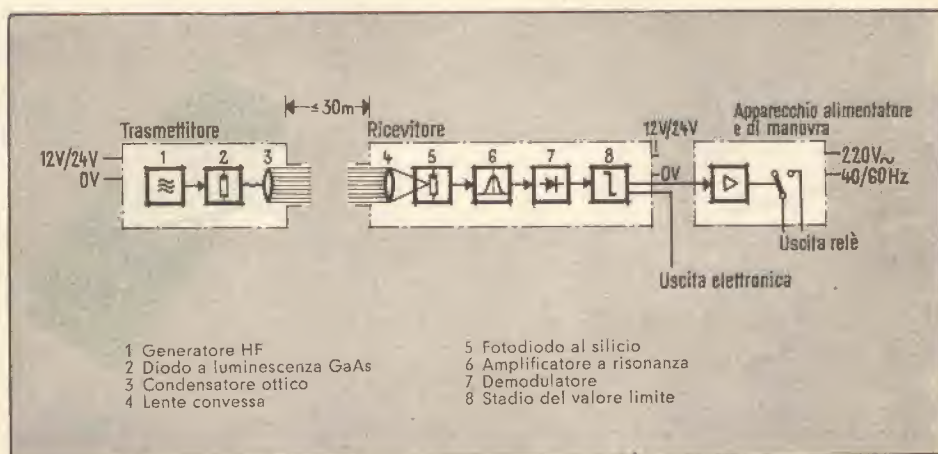 ≤ 30m
Trasmettitore
Ricevitore
12V/24V
Apparecchio alimentatore
e di manovra
12V/24V
0V
1 2 3
4 5 6 7 8
0V
220V~
40/60Hz
Uscita relè
Uscita elettronica
1 Generatore HF
2 Diodo a luminescenza GaAs
3 Condensatore ottico
4 Lente convessa
5 Fotodiodo al silicio
6 Amplificatore a risonanza
7 Demodulatore
8 Stadio del valore limite